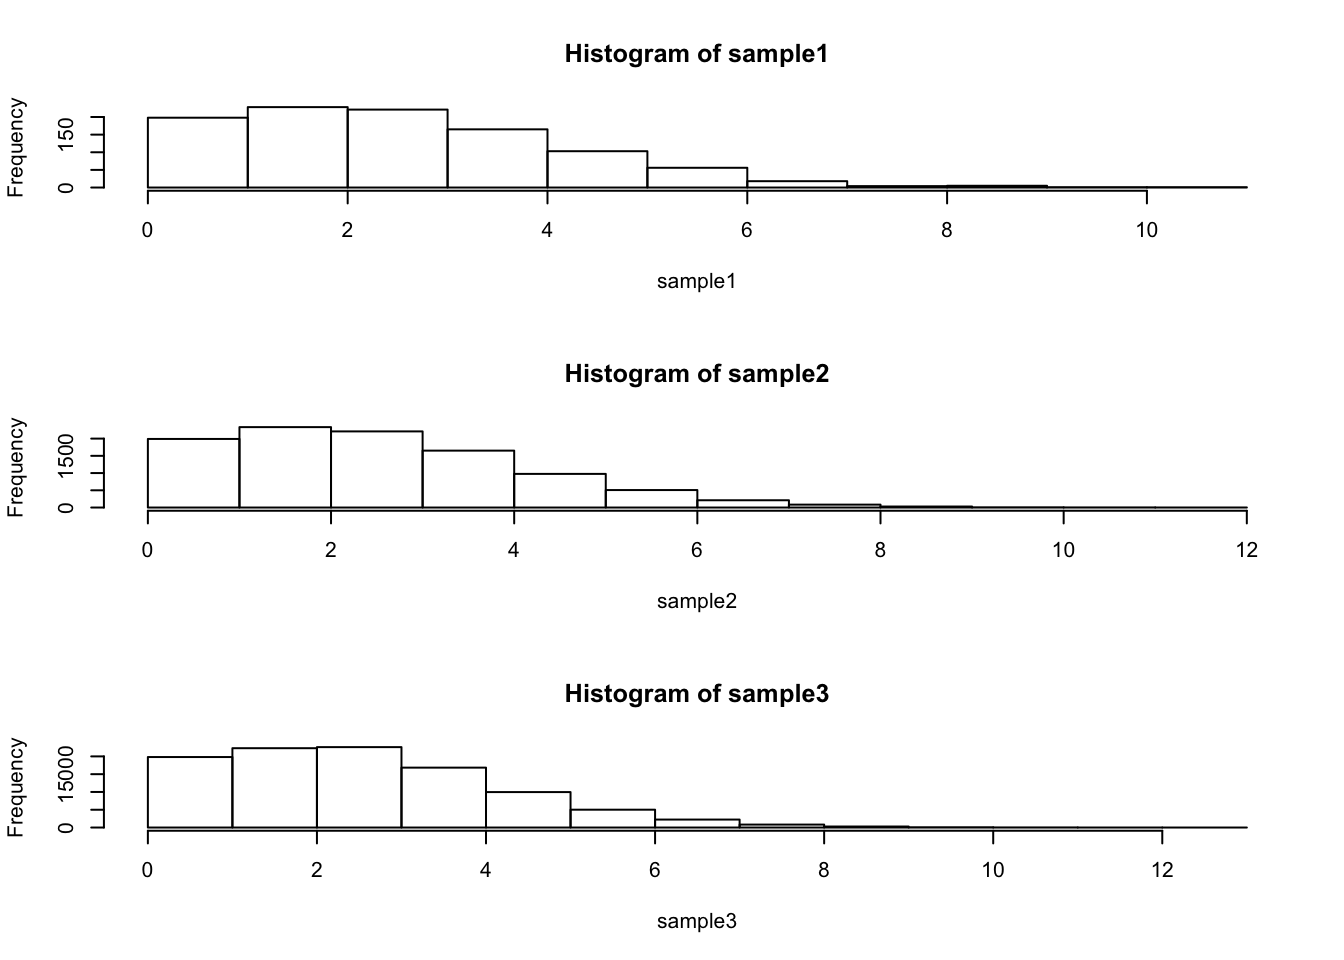 Histogram of sample1
Frequency
150
0
0 2 4 6 8 10
sample1
Histogram of sample2
Frequency
1500
0
0 2 4 6 8 10 12
sample2
Histogram of sample3
Frequency
15000
0
0 2 4 6 8 10 12
sample3